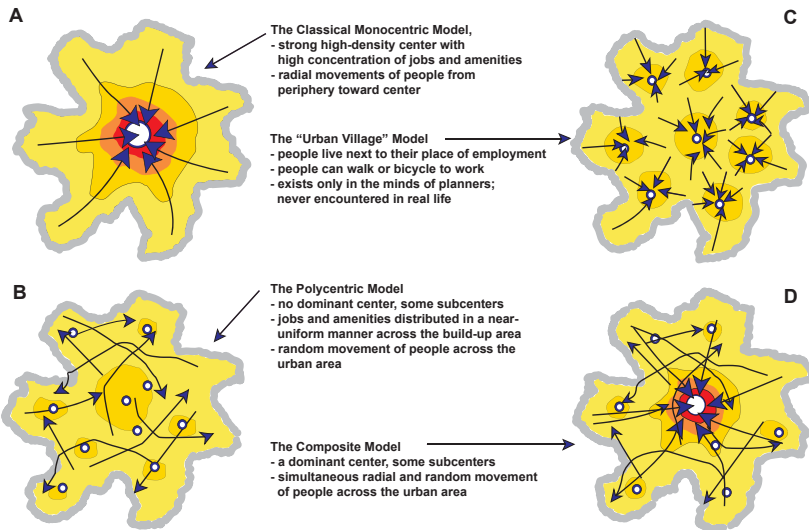 A
The Classical Monocentric Model,
- strong high-density center with
high concentration of jobs and amenities
- radial movements of people from
periphery toward center
C
The “Urban Village” Model
- people live next to their place of employment
- people can walk or bicycle to work
- exists only in the minds of planners;
never encountered in real life
B
The Polycentric Model
- no dominant center, some subcenters
- jobs and amenities distributed in a near-
uniform manner across the build-up area
- random movement of people across the
urban area
D
The Composite Model
- a dominant center, some subcenters
- simultaneous radial and random movement
of people across the urban area